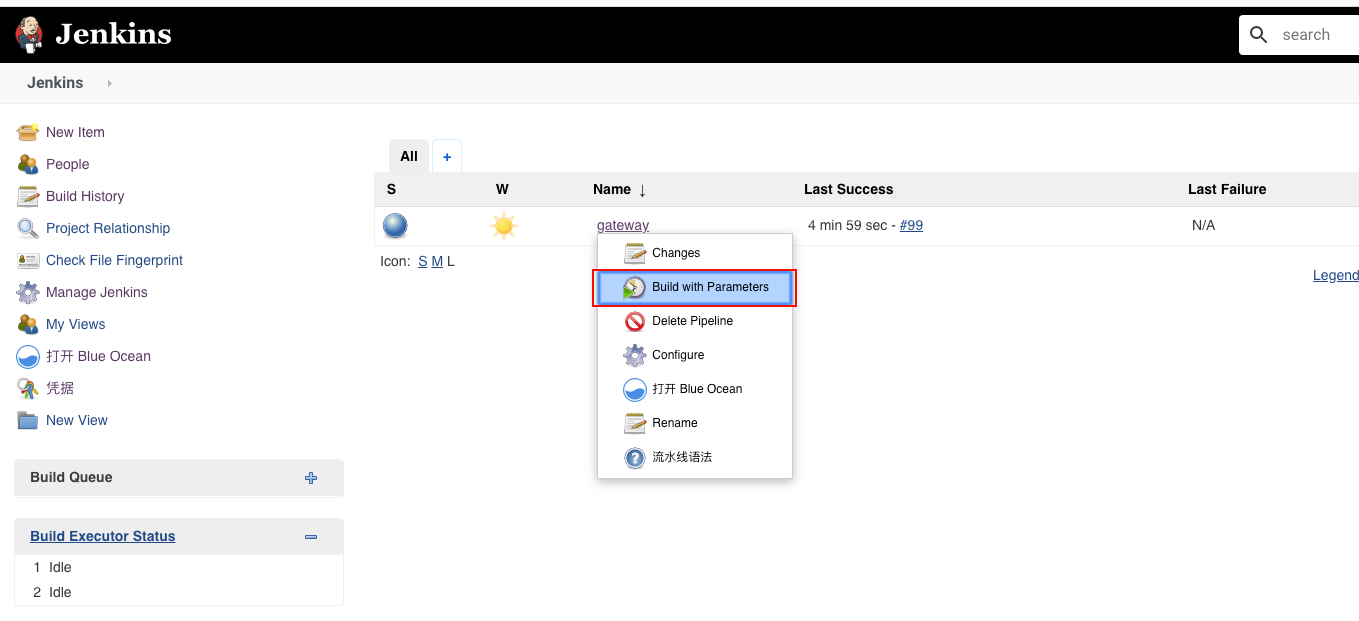 Jenkins
search
Jenkins
New Item
People
Build History
Project Relationship
Check File Fingerprint
Manage Jenkins
My Views
打开 Blue Ocean
凭据
New View
Build Queue
Build Executor Status
1 Idle
2 Idle
All +
S W Name ↓ Last Success Last Failure
gateway 4 min 59 sec - #99 N/A
Icon: S M L
Legend
Changes
Build with Parameters
Delete Pipeline
Configure
打开 Blue Ocean
Rename
流水线语法